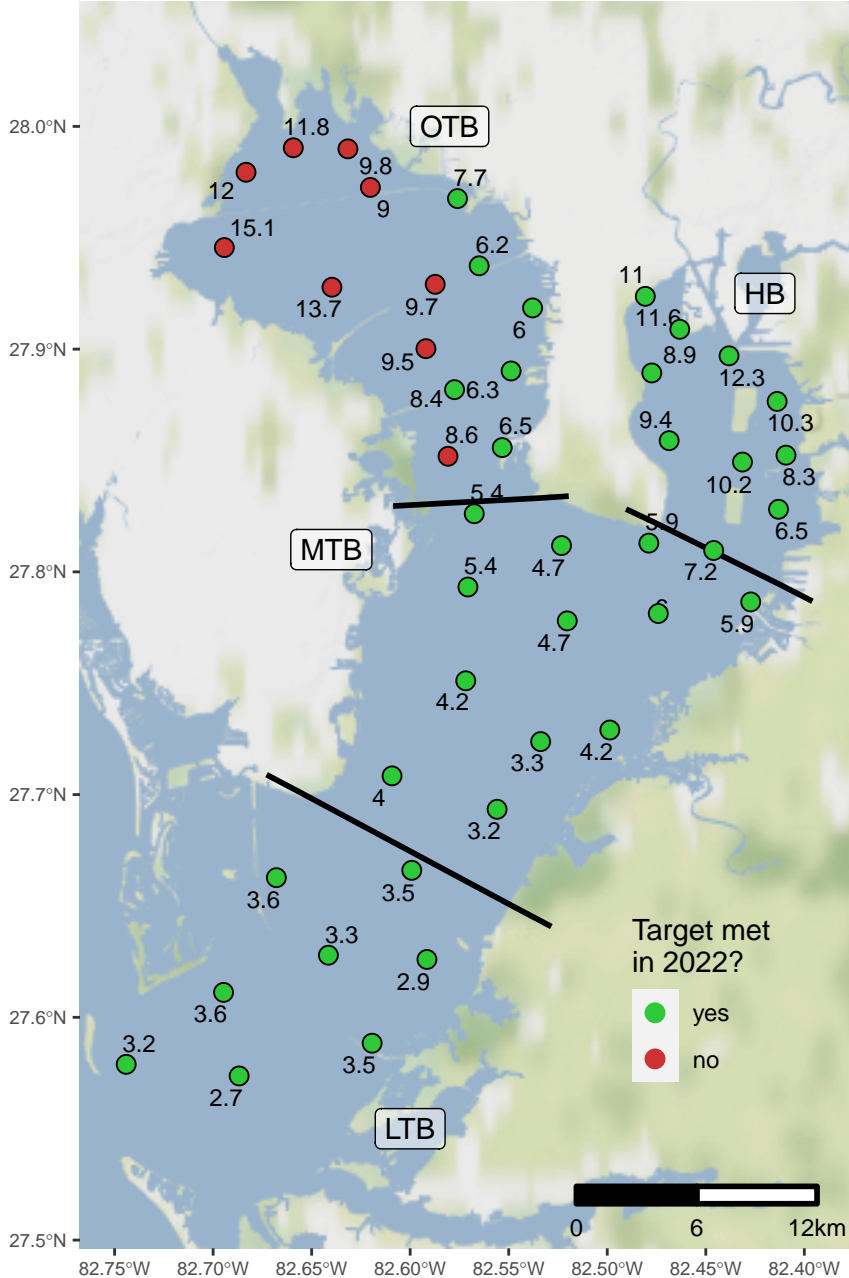 28.0°N
27.9°N
27.8°N
27.7°N
27.6°N
27.5°N
11.8
OTB
9.8
7.7
12
9
15.1
6.2
13.7
9.7
6
11
HB
11.6
9.5
8.9
12.3
8.4
6.3
10.3
8.6
6.5
9.4
10.2
8.3
5.4
5.9
6.5
MTB
4.7
7.2
5.4
6
5.9
4.7
4.2
3.3
4.2
4
3.2
3.6
3.5
3.3
2.9
3.6
3.2
3.5
2.7
LTB
Target met
in 2022?
yes
no
0
6
12km
82.75°W
82.70°W
82.65°W
82.60°W
82.55°W
82.50°W
82.45°W
82.40°W